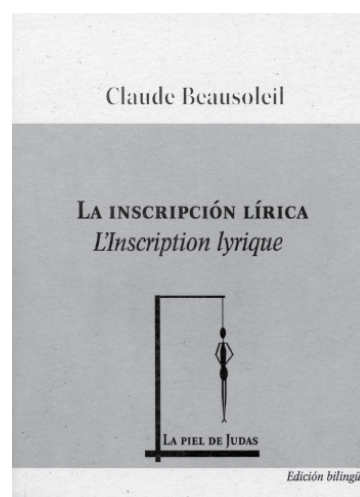 Claude Beausoleil
LA INSCRIPCIÓN LÍRICA
L'Inscription lyrique
LA PIEL DE JUDAS
Edición bilingü